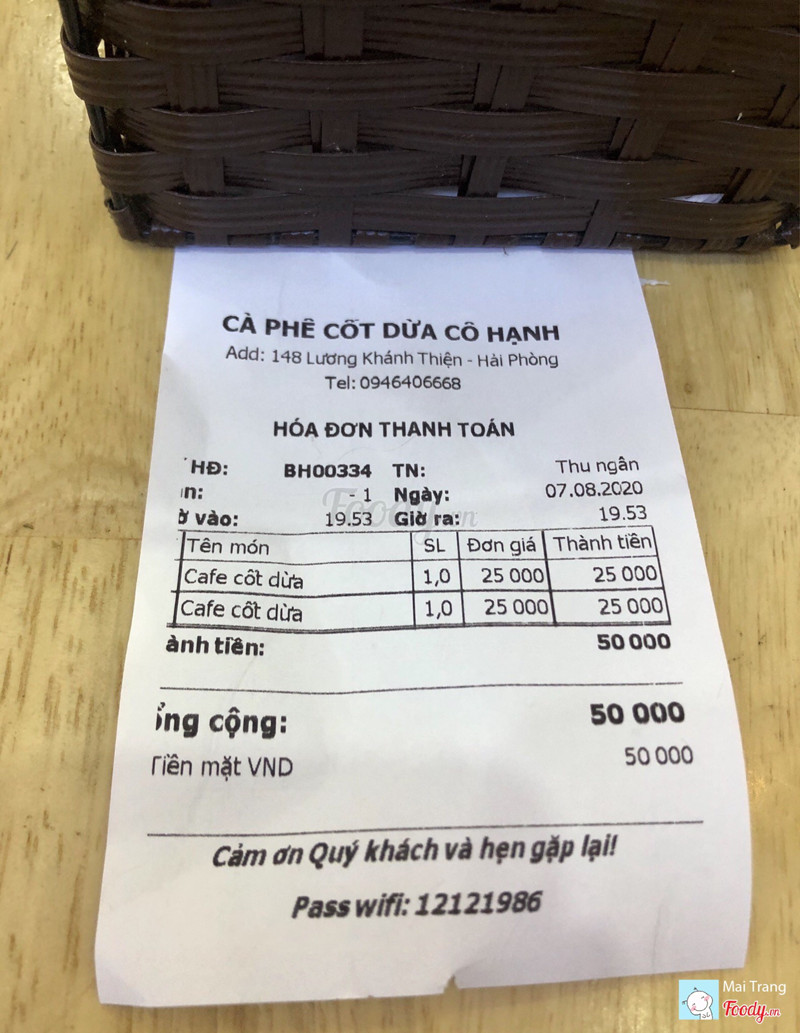 CÀ PHÊ CỐT DỪA CÔ HẠNH
Add: 148 Lương Khánh Thiện - Hải Phòng
Tel: 0946406668
HÓA ĐƠN THANH TOÁN
HĐ: BH00334 TN: Thu ngân
n: - 1 Ngày: 07.08.2020
ờ vào: 19.53 Giờ ra: 19.53
Tên món SL Đơn giá Thành tiền
Cafe cốt dừa 1,0 25 000 25 000
Cafe cốt dừa 1,0 25 000 25 000
ành tiền: 50 000
ổng cộng: 50 000
Tiền mặt VND 50 000
Cảm ơn Quý khách và hẹn gặp lại!
Pass wifi: 12121986
Foody.vn
Mai Trang
Foody.vn